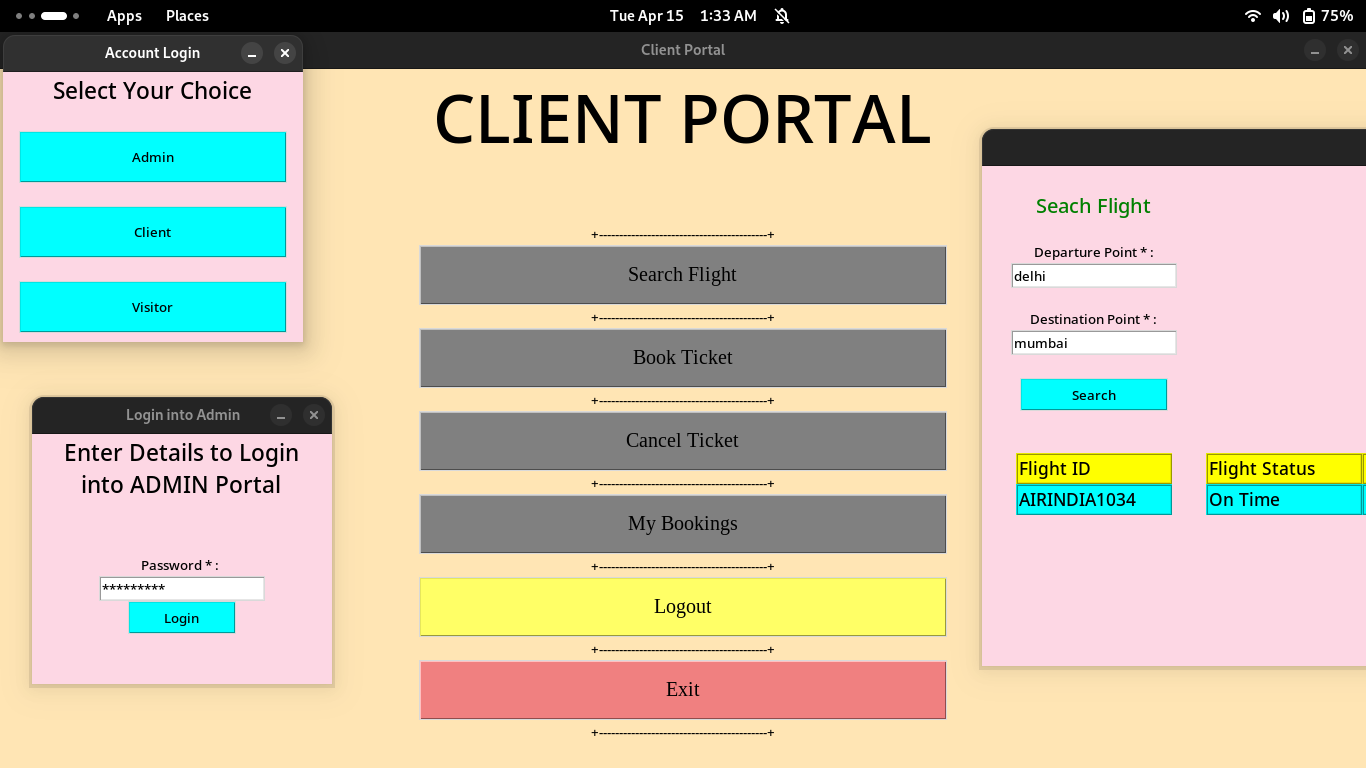 Apps Places Tue Apr 15 1:33 AM 75%
Account Login
Select Your Choice
Admin
Client
Visitor
Login into Admin
Enter Details to Login
into ADMIN Portal
Password * :
*********
Login
Client Portal
CLIENT PORTAL
+------------------------------------------+
Search Flight
+------------------------------------------+
Book Ticket
+------------------------------------------+
Cancel Ticket
+------------------------------------------+
My Bookings
+------------------------------------------+
Logout
+------------------------------------------+
Exit
+------------------------------------------+
Seach Flight
Departure Point * :
delhi
Destination Point * :
mumbai
Search
Flight ID Flight Status
AIRINDIA1034 On Time